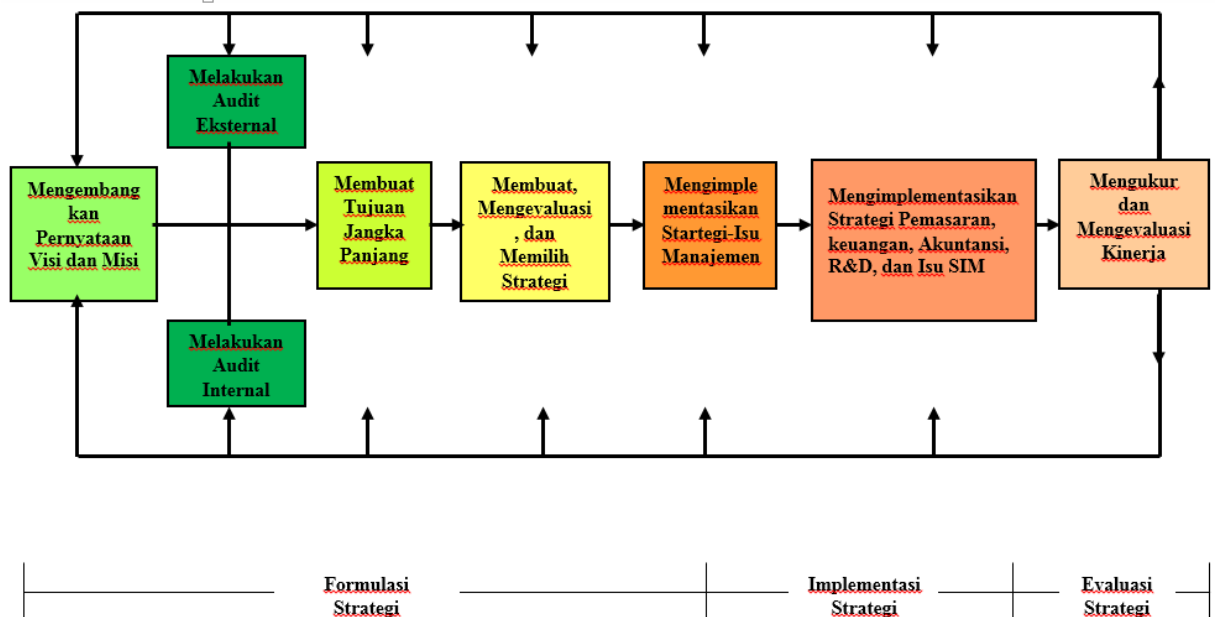 Melakukan
Audit
Eksternal
Mengembang
kan
Pernyataan
Visi dan Misi
Melakukan
Audit
Internal
Membuat
Tujuan
Jangka
Panjang
Membuat,
Mengevaluasi
, dan
Memilih
Strategi
Mengimple
mentasikan
Startegi-Isu
Manajemen
Mengimplementasikan
Strategi Pemasaran,
keuangan, Akuntansi,
R&D, dan Isu SIM
Mengukur
dan
Mengevaluasi
Kinerja
Formulasi
Strategi
Implementasi
Strategi
Evaluasi
Strategi